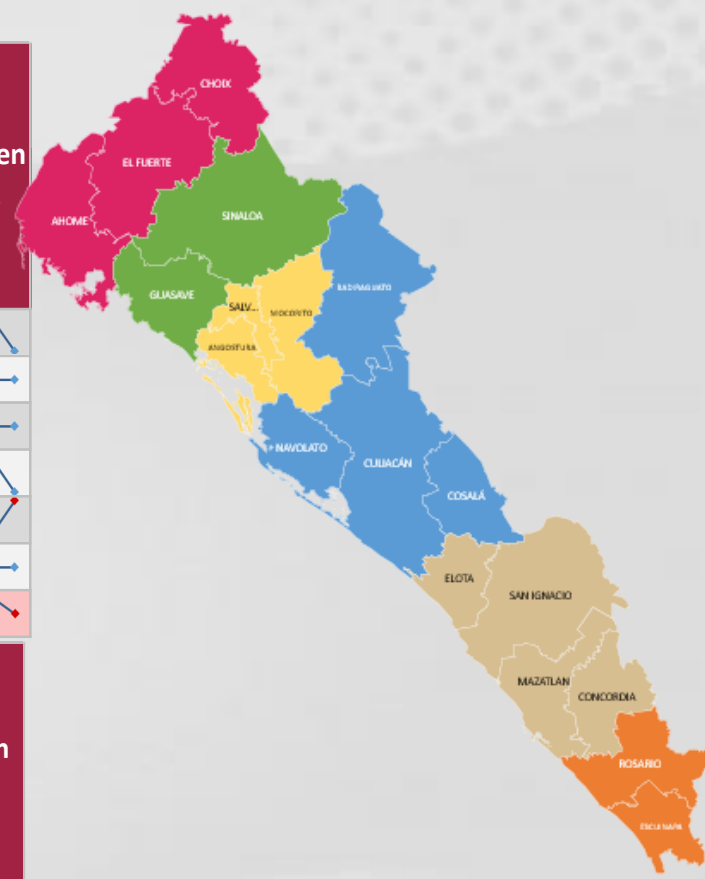 CHOIX
en
EL FUERTE
AHOME
SINALOA
BADIRAGUATO
GUASAVE
SALV...
MOCORITO
ANGOSTURA
NAVOLATO
CULIACÁN
COSALÁ
ELOTA
SAN IGNACIO
MAZATLAN
CONCORDIA
n
ROSARIO
ESCUINAPA